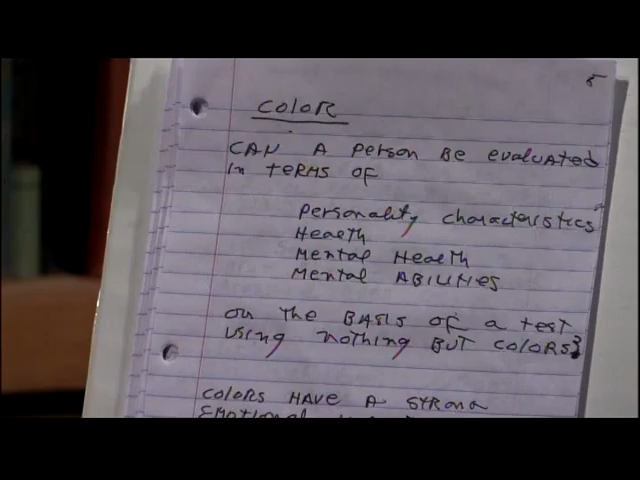 5
COLOR
CAN A PERSON BE EVALUATED
IN TERMS OF
PERSONALITY CHARACTERISTICS
HEALTH
MENTAL HEALTH
MENTAL ABILITIES
ON THE BASIS OF A TEST
USING NOTHING BUT COLORS?
COLORS HAVE A STRONG
EMOTIONAL